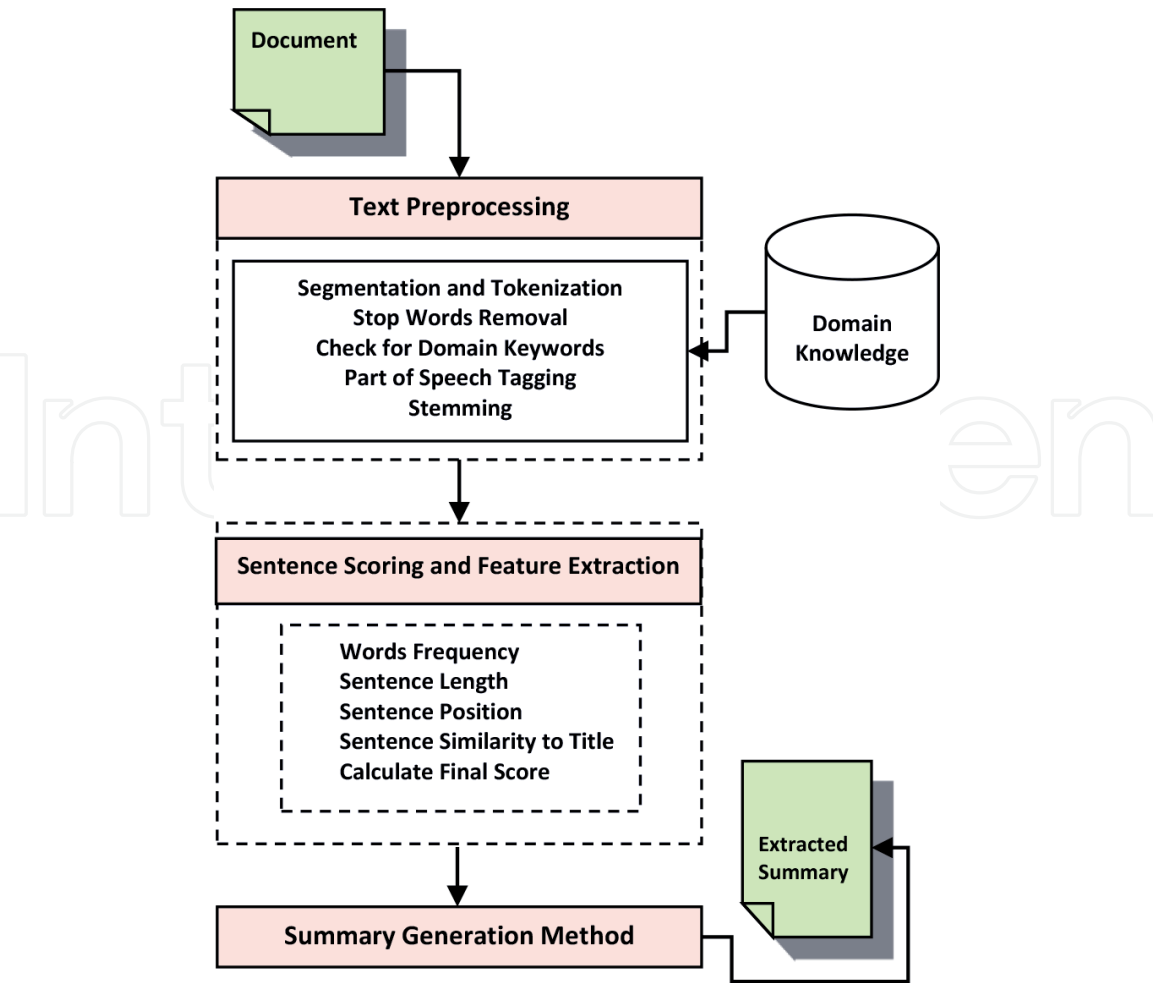 Document
Text Preprocessing
Segmentation and Tokenization
Stop Words Removal
Check for Domain Keywords
Part of Speech Tagging
Stemming
Domain
Knowledge
Sentence Scoring and Feature Extraction
Words Frequency
Sentence Length
Sentence Position
Sentence Similarity to Title
Calculate Final Score
Extracted
Summary
Summary Generation Method